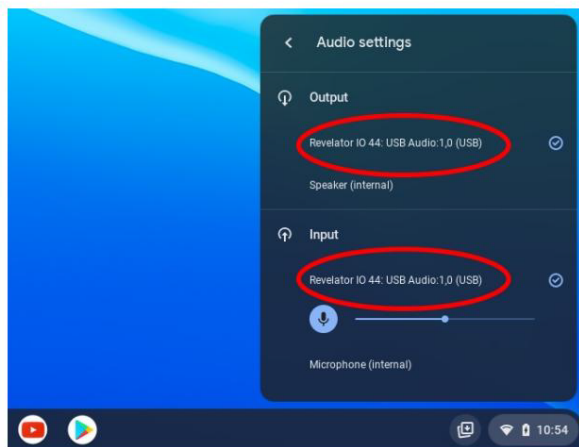 Audio settings
Output
Revelator IO 44: USB Audio:1,0 (USB)
Speaker (internal)
Input
Revelator IO 44: USB Audio:1,0 (USB)
Microphone (internal)
10:54